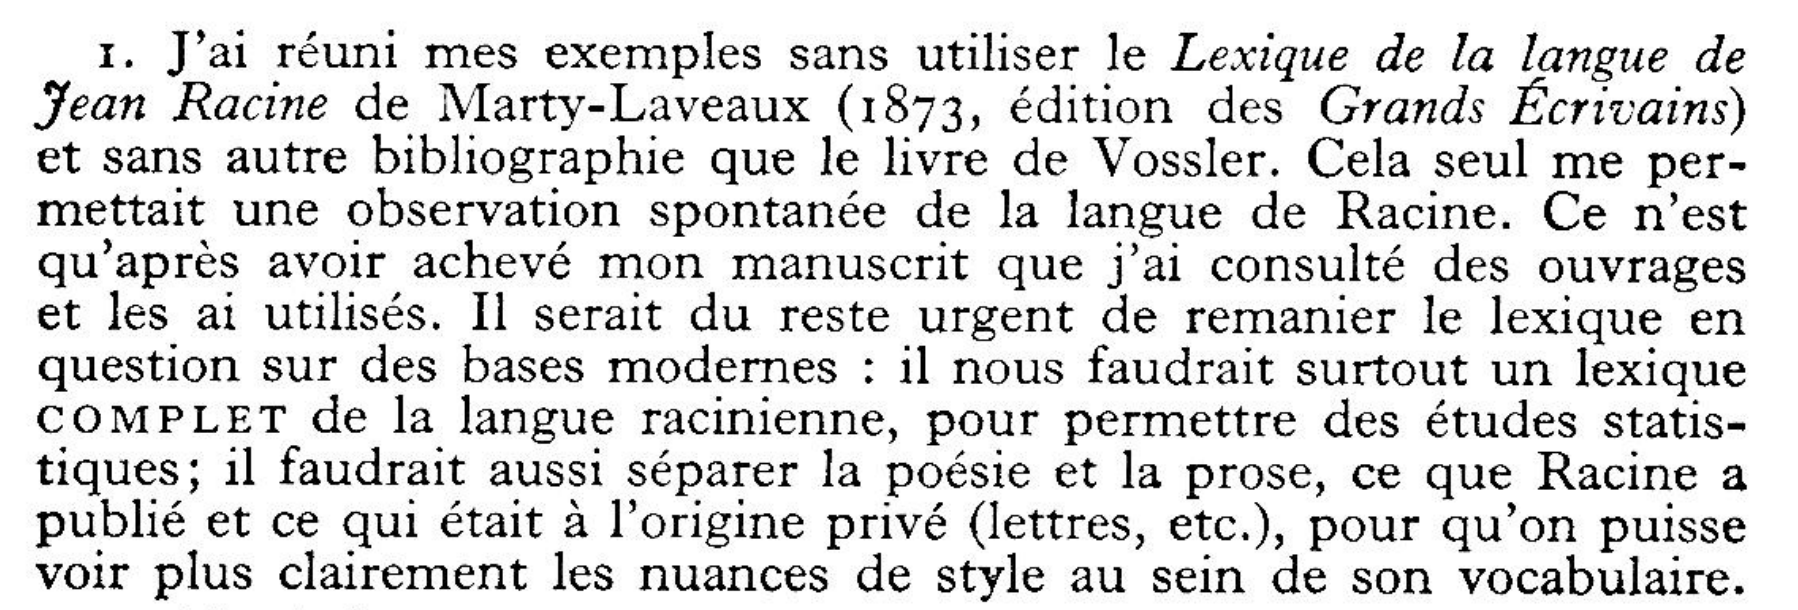 1. J'ai réuni mes exemples sans utiliser le Lexique de la langue de
Jean Racine de Marty-Laveaux (1873, édition des Grands Écrivains)
et sans autre bibliographie que le livre de Vossler. Cela seul me per-
mettait une observation spontanée de la langue de Racine. Ce n'est
qu'après avoir achevé mon manuscrit que j'ai consulté des ouvrages
et les ai utilisés. Il serait du reste urgent de remanier le lexique en
question sur des bases modernes : il nous faudrait surtout un lexique
COMPLET de la langue racinienne, pour permettre des études statis-
tiques; il faudrait aussi séparer la poésie et la prose, ce que Racine a
publié et ce qui était à l'origine privé (lettres, etc.), pour qu'on puisse
voir plus clairement les nuances de style au sein de son vocabulaire.